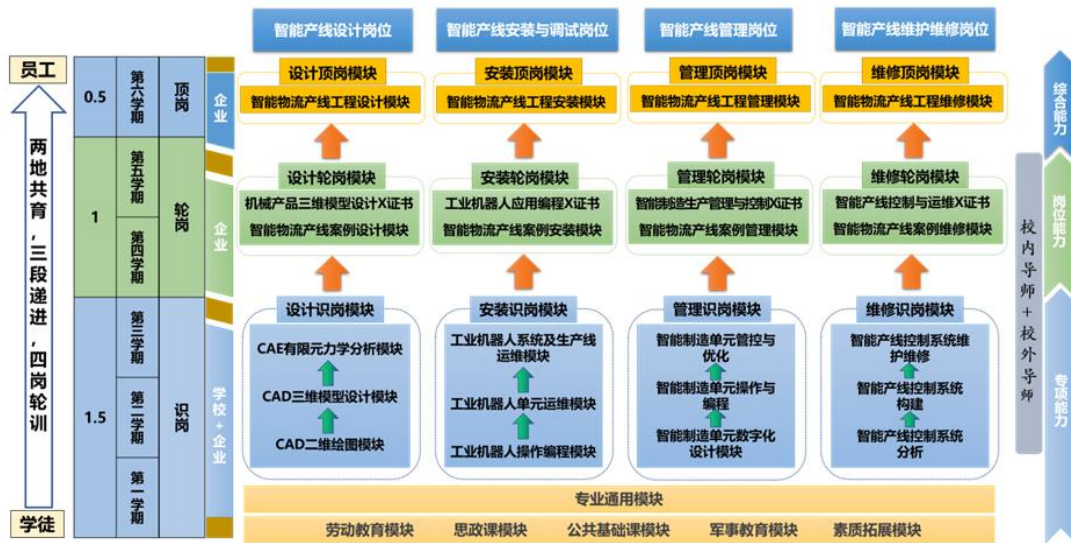 智能产线设计岗位
智能产线安装与调试岗位
智能产线管理岗位
智能产线维护维修岗位
员工
两地共育，三段递进，四岗轮训
学徒
0.5
第六学期
顶岗
企业
设计顶岗模块
智能物流产线工程设计模块
安装顶岗模块
智能物流产线工程安装模块
管理顶岗模块
智能物流产线工程管理模块
维修顶岗模块
智能物流产线工程维修模块
综合能力
1
第五学期
第四学期
轮岗
企业
设计轮岗模块
机械产品三维模型设计X证书
智能物流产线案例设计模块
安装轮岗模块
工业机器人应用编程X证书
智能物流产线案例安装模块
管理轮岗模块
智能制造生产管理与控制X证书
智能物流产线案例管理模块
维修轮岗模块
智能产线控制与运维X证书
智能物流产线案例维修模块
岗位能力
校内导师+校外导师
1.5
第三学期
第二学期
第一学期
识岗
学校+企业
设计识岗模块
CAE有限元力学分析模块
CAD三维模型设计模块
CAD二维绘图模块
安装识岗模块
工业机器人系统及生产线
运维模块
工业机器人单元运维模块
工业机器人操作编程模块
管理识岗模块
智能制造单元管控与
优化
智能制造单元操作与
编程
智能制造单元数字化
设计模块
维修识岗模块
智能产线控制系统维
护维修
智能产线控制系统
构建
智能产线控制系统
分析
专项能力
专业通用模块
劳动教育模块 思政课模块 公共基础课模块 军事教育模块 素质拓展模块